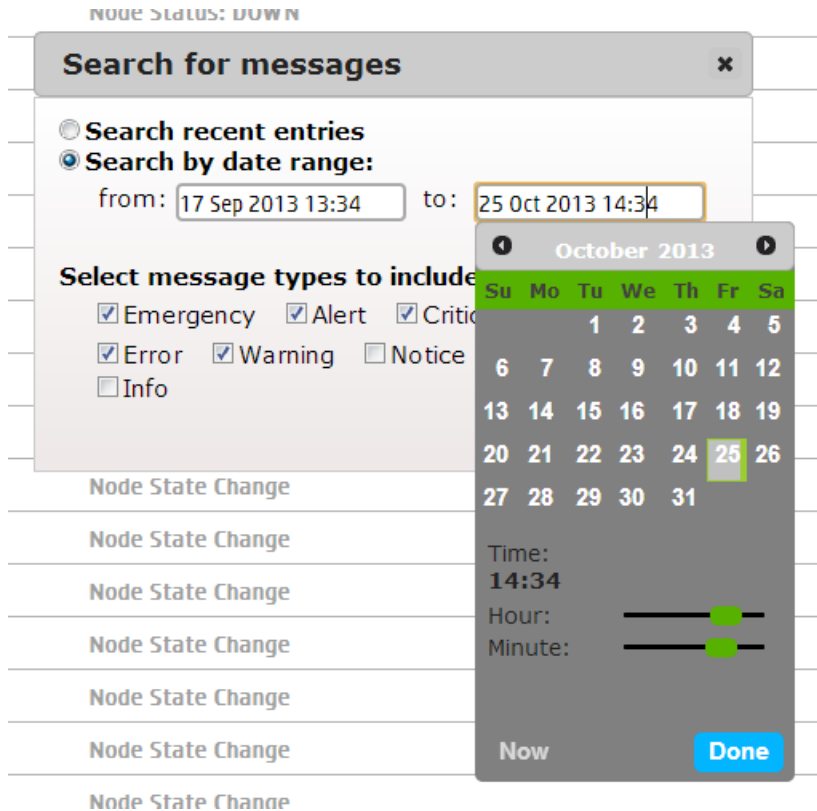 Node Status: DOWN
Search for messages
Search recent entries
Search by date range:
from: 17 Sep 2013 13:34 to: 25 Oct 2013 14:34
Select message types to include
Emergency Alert Critic
Error Warning Notice
Info
October 2013
Su Mo Tu We Th Fr Sa
1 2 3 4 5
6 7 8 9 10 11 12
13 14 15 16 17 18 19
20 21 22 23 24 25 26
27 28 29 30 31
Time:
14:34
Hour:
Minute:
Now Done
Node State Change
Node State Change
Node State Change
Node State Change
Node State Change
Node State Change
Node State Change